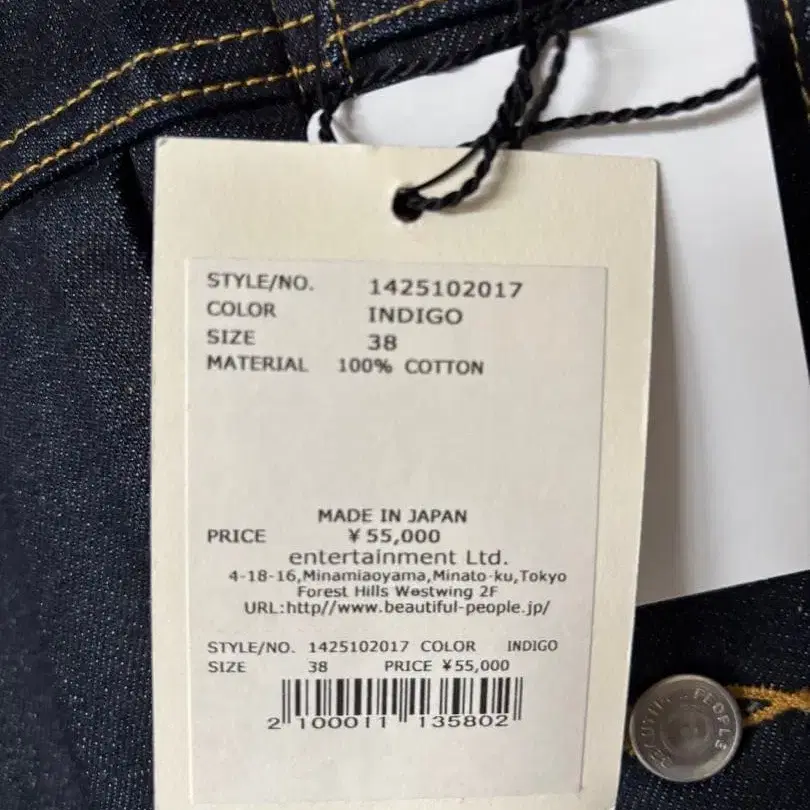 STYLE/NO. 1425102017
COLOR INDIGO
SIZE 38
MATERIAL 100% COTTON
MADE IN JAPAN
PRICE ¥55,000
entertainment Ltd.
4-18-16,Minamiaoyama,Minato-ku,Tokyo
Forest Hills Westwing 2F
URL:http//www.beautiful-people.jp/
STYLE/NO. 1425102017 COLOR INDIGO
SIZE 38 PRICE ¥55,000
2 100011 135802
BEAUTIFUL PEOPLE